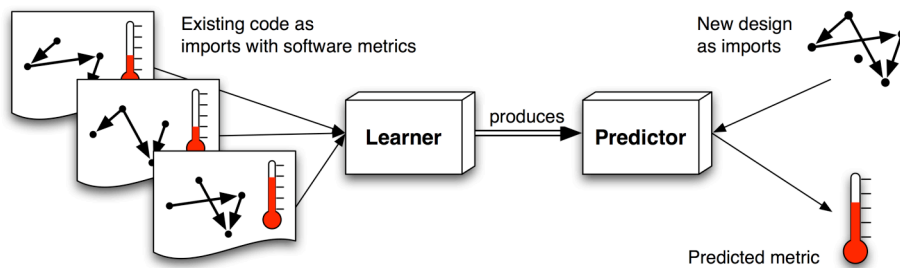 Existing code as
imports with software metrics
New design
as imports
Learner
produces
Predictor
Predicted metric